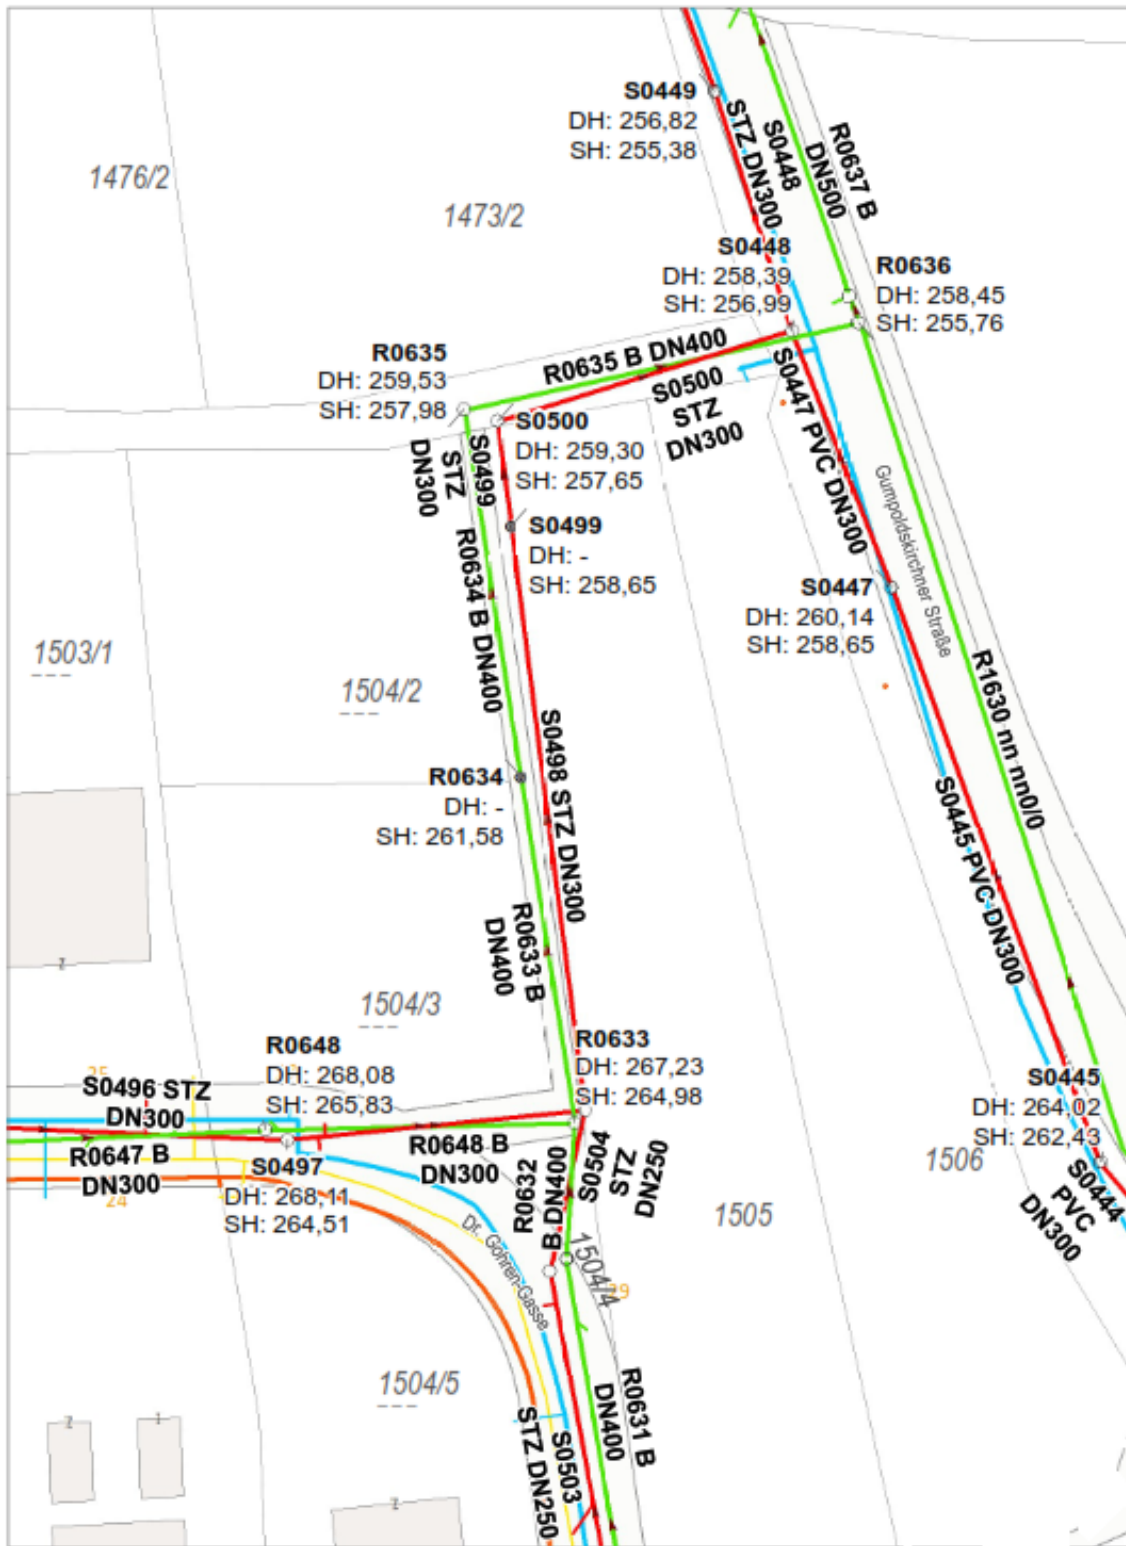 S0449
DH: 256,82
SH: 255,38
STZ DN300
S0448
DN500
R0637 B
1476/2
1473/2
S0448
DH: 258,39
SH: 256,99
R0636
DH: 258,45
SH: 255,76
R0635
DH: 259,53
SH: 257,98
R0635 B DN400
S0500
STZ
DN300
S0447 PVC DN300
S0500
DH: 259,30
SH: 257,65
S0499
STZ
DN300
S0499
DH: -
SH: 258,65
Gumpoldskirchner Straße
R0634 B DN400
S0447
DH: 260,14
SH: 258,65
1503/1
1504/2
R1630 nn nn0/0
S0498 STZ DN300
R0634
DH: -
SH: 261,58
S0445 PVC DN300
R0633 B
DN400
1504/3
R0633
DH: 267,23
SH: 264,98
R0648
DH: 268,08
SH: 265,83
25
S0496 STZ
DN300
S0445
DH: 264,02
SH: 262,43
R0647 B
DN300
R0648 B
DN300
S0497
DH: 268,11
SH: 264,51
24
R0632
B DN400
S0504
STZ
DN250
1506
1505
S0444
PVC
DN300
Dr. Gohren-Gasse
1504/4
29
1504/5
R0631 B
DN400
S0503
STZ DN250